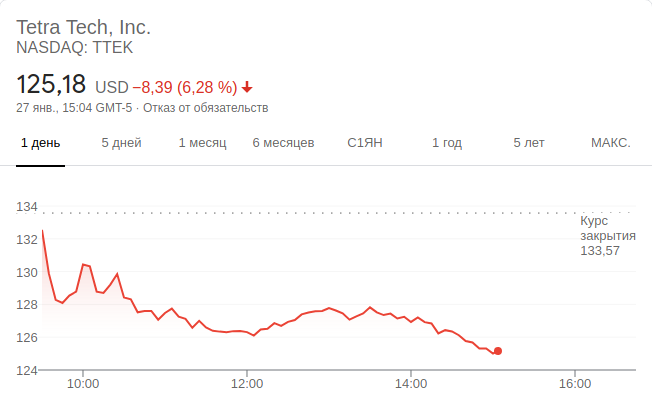 Tetra Tech, Inc.
NASDAQ: TTEK
125,18 USD −8,39 (6,28 %)
27 янв., 15:04 GMT-5 · Отказ от обязательств
1 день 5 дней 1 месяц 6 месяцев С1ЯН 1 год 5 лет МАКС.
134
Курс
закрытия
133,57
132
130
128
126
124
10:00 12:00 14:00 16:00